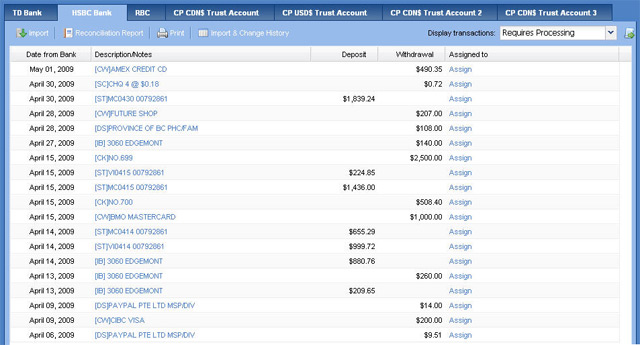 TD Bank HSBC Bank RBC CP CDN$ Trust Account CP USD$ Trust Account CP CDN$ Trust Account 2 CP CDN$ Trust Account 3
Import Reconciliation Report Print Import & Change History Display transactions: Requires Processing
Date from Bank Description/Notes Deposit Withdrawal Assigned to
May 01, 2009 [CW]AMEX CREDIT CD $490.35 Assign
April 30, 2009 [SC]CHQ 4 @ $0.18 $0.72 Assign
April 30, 2009 [ST]MC0430 00792861 $1,839.24 Assign
April 28, 2009 [CW]FUTURE SHOP $207.00 Assign
April 28, 2009 [DS]PROVINCE OF BC PHC/FAM $108.00 Assign
April 27, 2009 [IB] 3060 EDGEMONT $140.00 Assign
April 15, 2009 [CK]NO.699 $2,500.00 Assign
April 15, 2009 [ST]VI0415 00792861 $224.85 Assign
April 15, 2009 [ST]MC0415 00792861 $1,436.00 Assign
April 15, 2009 [CK]NO.700 $508.40 Assign
April 15, 2009 [CW]BMO MASTERCARD $1,000.00 Assign
April 14, 2009 [ST]MC0414 00792861 $655.29 Assign
April 14, 2009 [ST]VI0414 00792861 $999.72 Assign
April 14, 2009 [IB] 3060 EDGEMONT $880.76 Assign
April 13, 2009 [IB] 3060 EDGEMONT $260.00 Assign
April 13, 2009 [IB] 3060 EDGEMONT $209.65 Assign
April 09, 2009 [DS]PAYPAL PTE LTD MSP/DIV $14.00 Assign
April 09, 2009 [CW]CIBC VISA $200.00 Assign
April 06, 2009 [DS]PAYPAL PTE LTD MSP/DIV $9.51 Assign